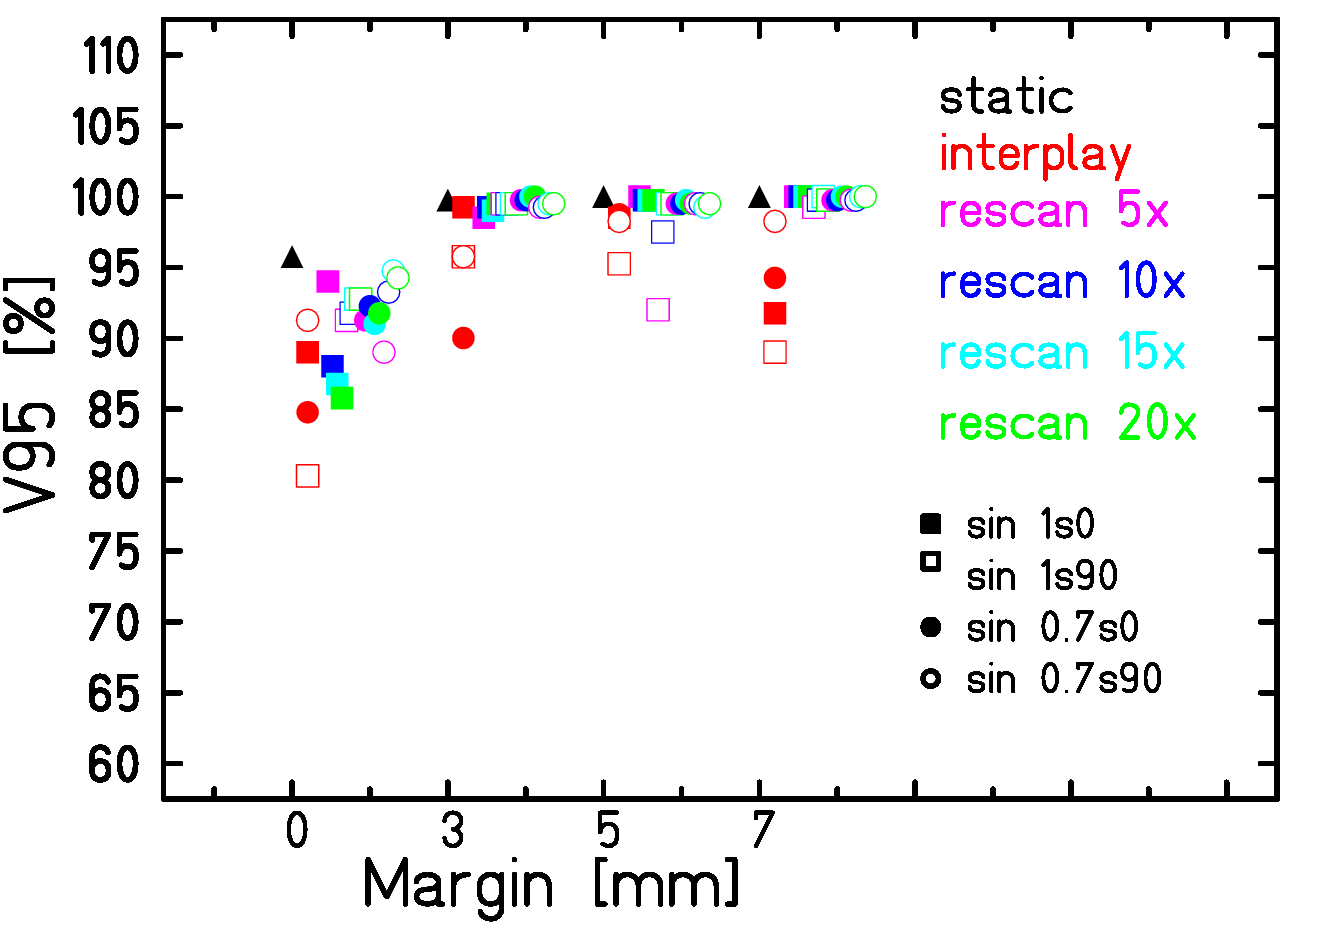 110
105
100
95
90
85
80
75
70
65
60
V95 [%]
0 3 5 7
Margin [mm]
static
interplay
rescan 5x
rescan 10x
rescan 15x
rescan 20x
sin 1s0
sin 1s90
sin 0.7s0
sin 0.7s90